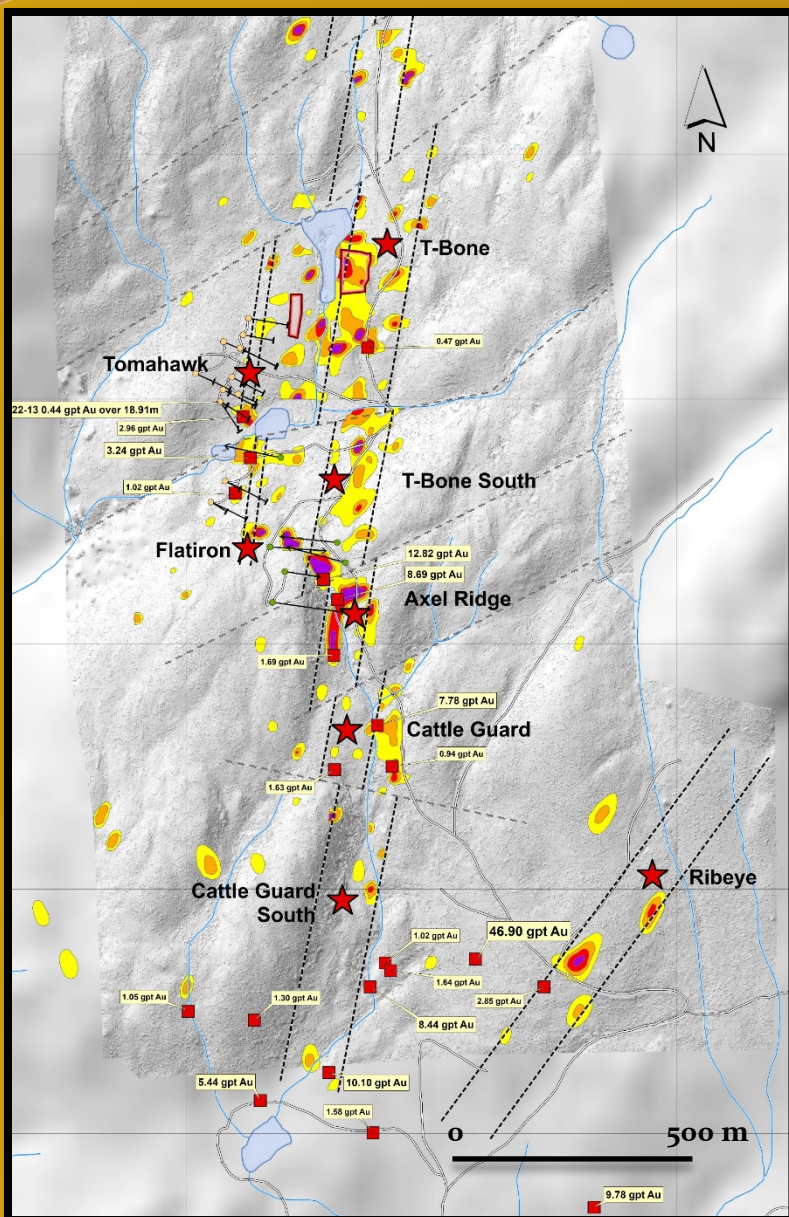 N
T-Bone
6.47 gpt Au
Tomahawk
22-13 0.44 gpt Au over 18.91m
2.96 gpt Au
3.24 gpt Au
T-Bone South
1.02 gpt Au
Flatiron
12.82 gpt Au
8.69 gpt Au
Axel Ridge
1.69 gpt Au
7.78 gpt Au
Cattle Guard
0.94 gpt Au
1.63 gpt Au
Ribeye
Cattle Guard
South
46.90 gpt Au
1.02 gpt Au
1.64 gpt Au
2.85 gpt Au
1.05 gpt Au
1.30 gpt Au
8.44 gpt Au
10.10 gpt Au
5.44 gpt Au
1.58 gpt Au
0 500 m
9.78 gpt Au